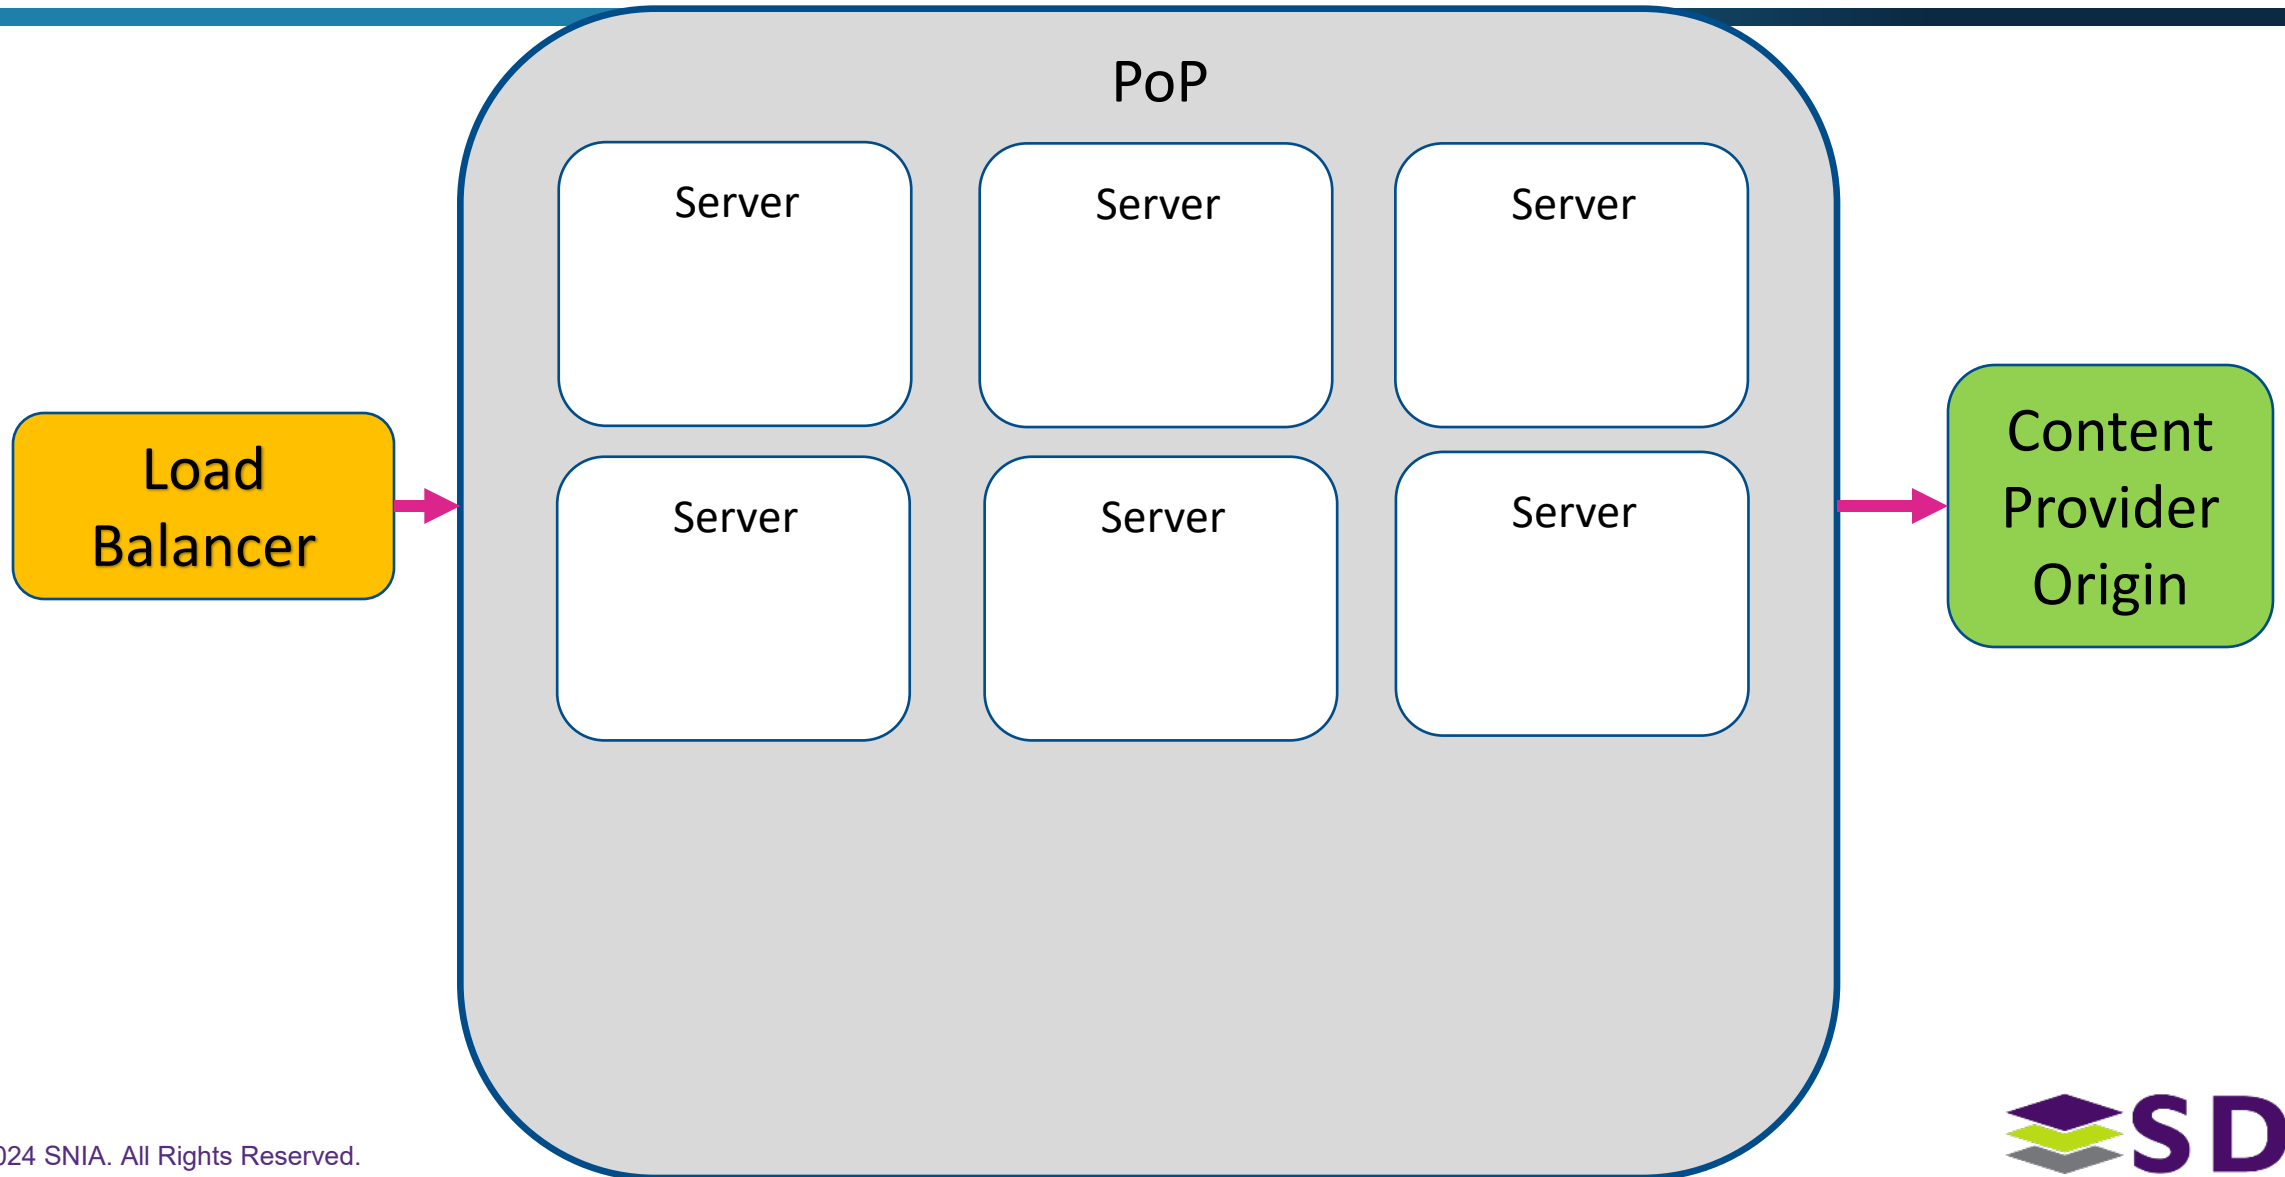 PoP
Server
Server
Server
Load
Balancer
Server
Server
Server
Content
Provider
Origin
024 SNIA. All Rights Reserved.
SD